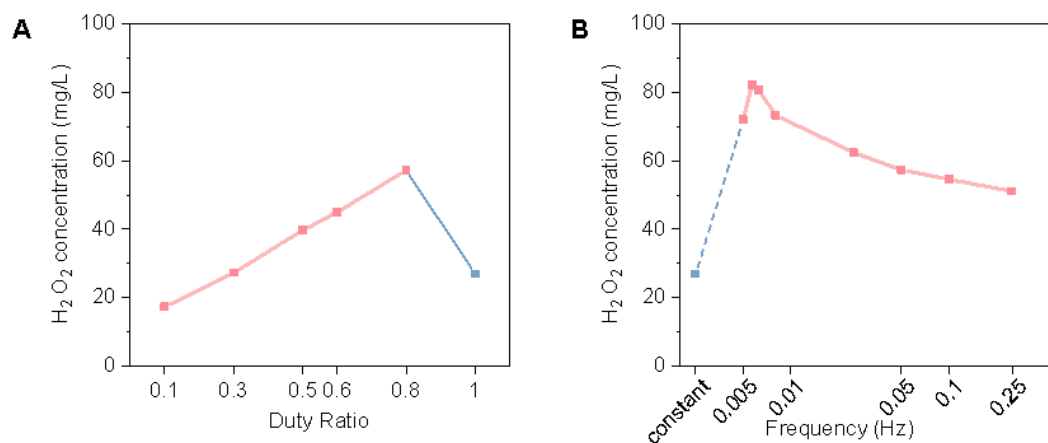 A
H₂O₂ concentration (mg/L)
100
80
60
40
20
0
0.1 0.3 0.5 0.6 0.8 1
Duty Ratio
B
H₂O₂ concentration (mg/L)
100
80
60
40
20
0
constant 0.005 0.01 0.05 0.1 0.25
Frequency (Hz)